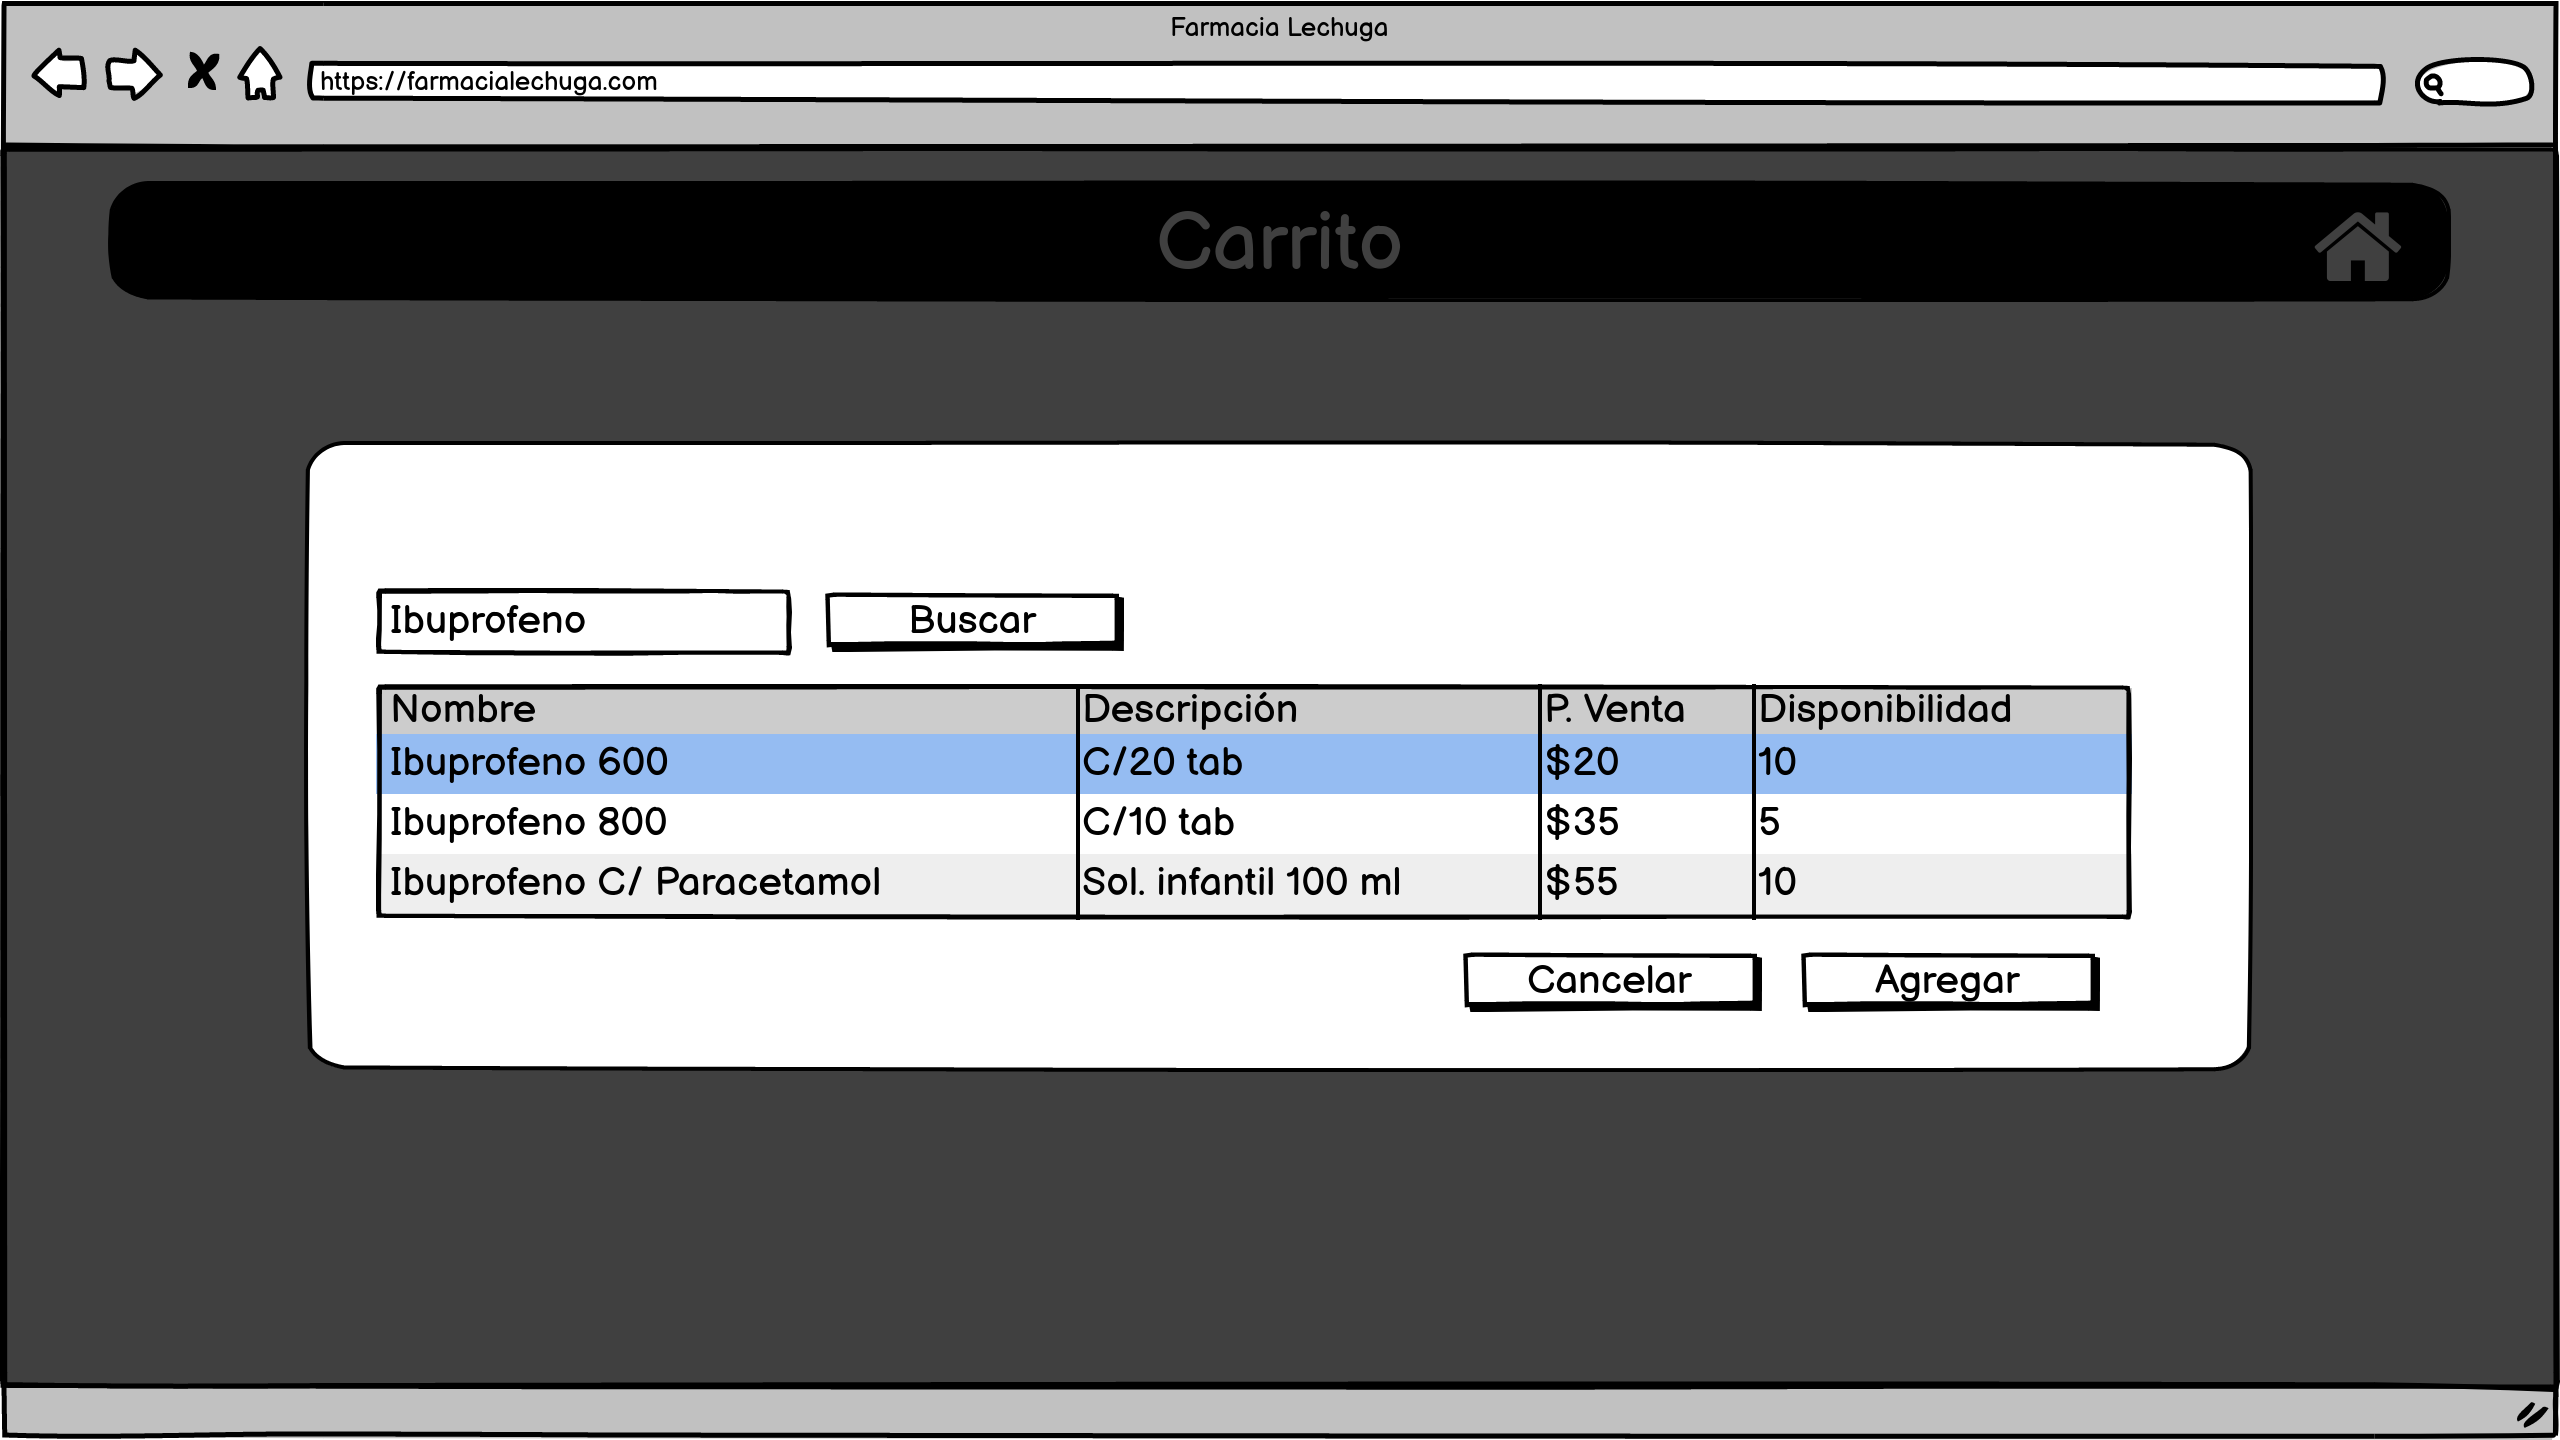 Farmacia Lechuga
https://farmacialechuga.com
Carrito
Ibuprofeno Buscar
Nombre Descripción P. Venta Disponibilidad
Ibuprofeno 600 C/20 tab $20 10
Ibuprofeno 800 C/10 tab $35 5
Ibuprofeno C/ Paracetamol Sol. infantil 100 ml $55 10
Cancelar Agregar